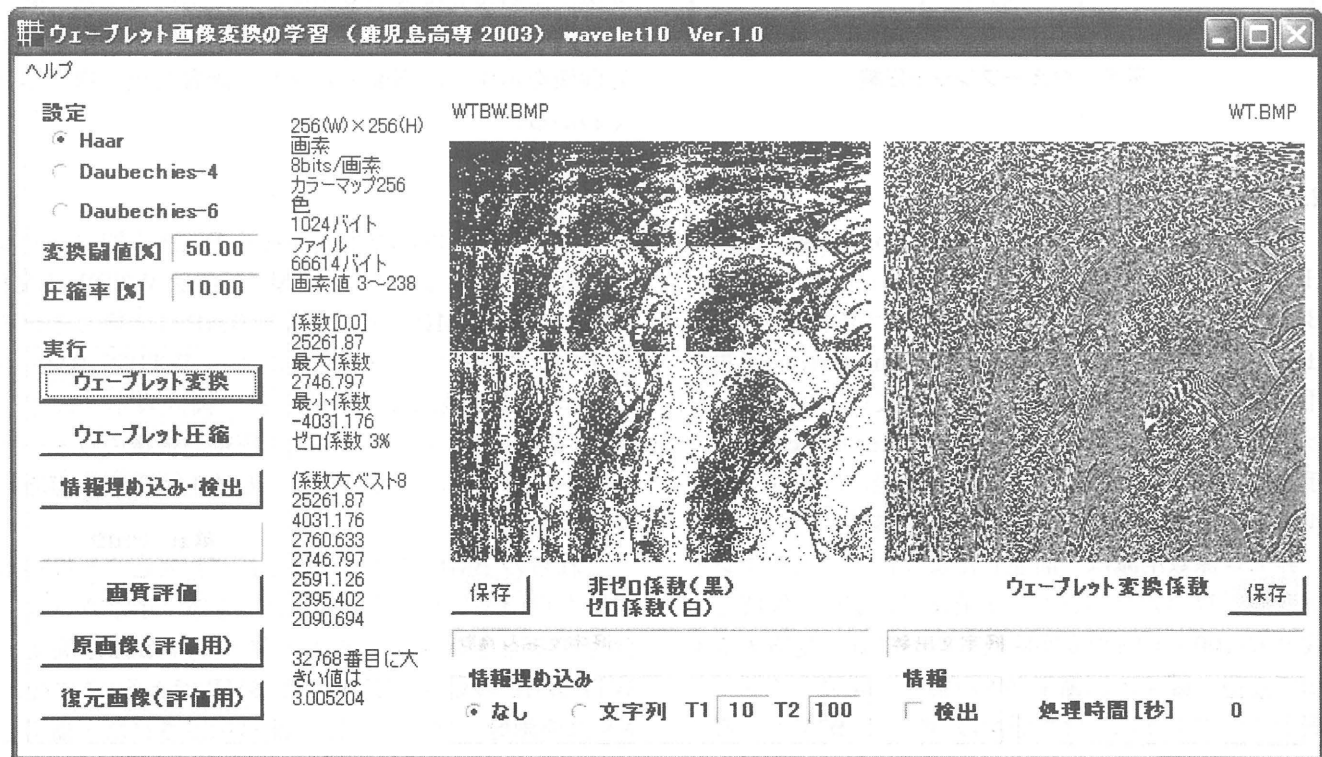 ウェーブレット画像変換の学習 (鹿児島高専 2003) wavelet10 Ver.1.0
ヘルプ
設定
Haar
Daubechies-4
Daubechies-6
変換閾値[%] 50.00
圧縮率[%] 10.00
実行
ウェーブレット変換
ウェーブレット圧縮
情報埋め込み・検出
画質評価
原画像(評価用)
復元画像(評価用)
256(W)×256(H)
画素
8bits/画素
カラーマップ256
色
1024バイト
ファイル
66614バイト
画素値 3~238
係数[0,0]
25261.87
最大係数
2746.797
最小係数
-4031.176
ゼロ係数 3%
係数大ベスト8
25261.87
4031.176
2760.633
2746.797
2591.126
2395.402
2090.694
32768番目に大
きい値は
3.005204
WTBW.BMP
WT.BMP
保存
非ゼロ係数(黒)
ゼロ係数(白)
ウェーブレット変換係数
保存
情報埋め込み
なし 文字列 T1 10 T2 100
情報
検出 処理時間[秒] 0